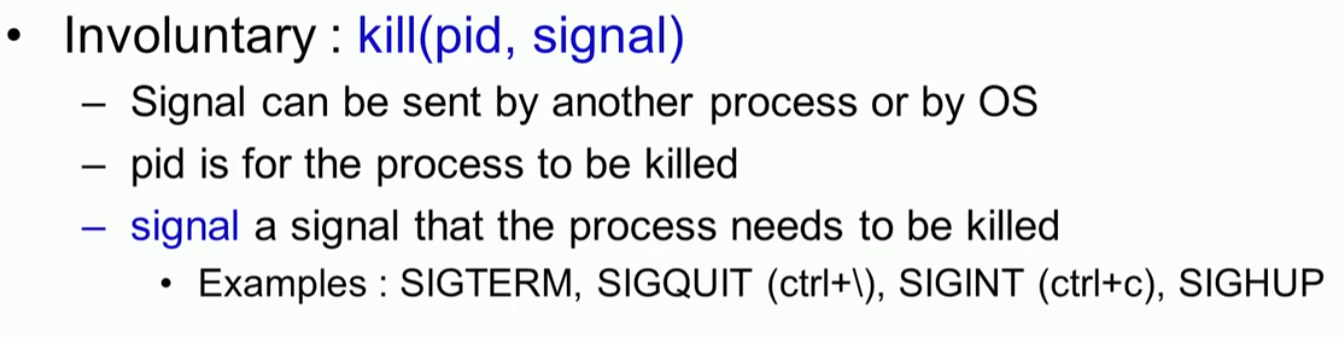 • Involuntary : kill(pid, signal)
– Signal can be sent by another process or by OS
– pid is for the process to be killed
– signal a signal that the process needs to be killed
• Examples : SIGTERM, SIGQUIT (ctrl+\), SIGINT (ctrl+c), SIGHUP